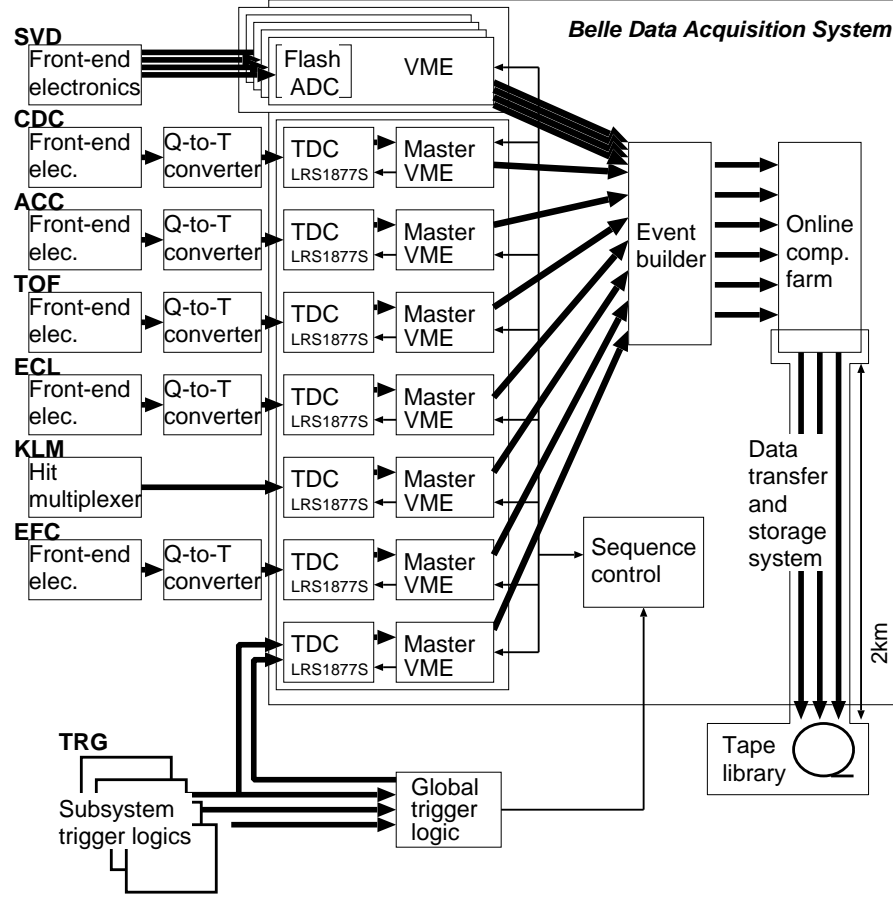 Belle Data Acquisition System
SVD
Front-end
electronics
Flash
ADC
VME
CDC
Front-end
elec.
Q-to-T
converter
TDC
LRS1877S
Master
VME
ACC
Front-end
elec.
Q-to-T
converter
TDC
LRS1877S
Master
VME
TOF
Front-end
elec.
Q-to-T
converter
TDC
LRS1877S
Master
VME
ECL
Front-end
elec.
Q-to-T
converter
TDC
LRS1877S
Master
VME
KLM
Hit
multiplexer
TDC
LRS1877S
Master
VME
EFC
Front-end
elec.
Q-to-T
converter
TDC
LRS1877S
Master
VME
TDC
LRS1877S
Master
VME
Event
builder
Online
comp.
farm
Data
transfer
and
storage
system
Sequence
control
2km
Tape
library
TRG
Subsystem
trigger logics
Global
trigger
logic